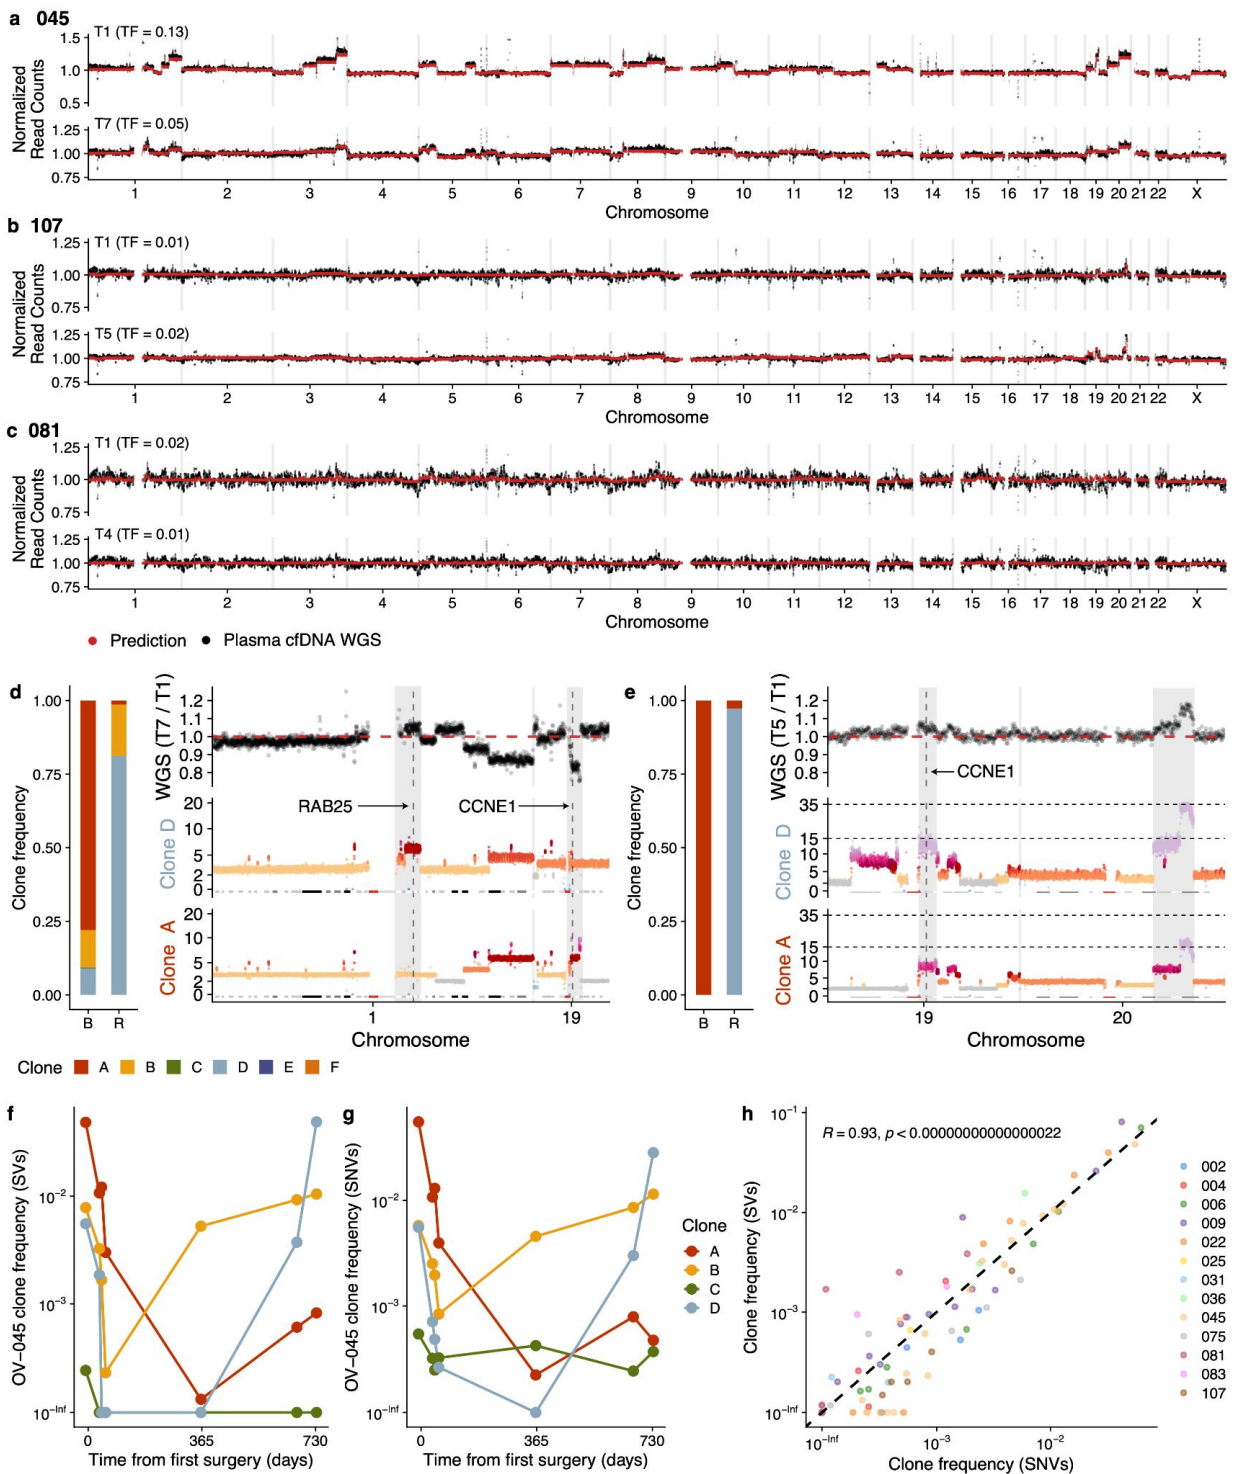 a 045
T1 (TF = 0.13)
Normalized
Read Counts
1.5
1.0
0.5
T7 (TF = 0.05)
Normalized
Read Counts
1.25
1.00
0.75
1 2 3 4 5 6 7 8 9 10 11 12 13 14 15 16 17 18 19 20 21 22 X
Chromosome
b 107
T1 (TF = 0.01)
Normalized
Read Counts
1.25
1.00
0.75
T5 (TF = 0.02)
1.25
1.00
0.75
1 2 3 4 5 6 7 8 9 10 11 12 13 14 15 16 17 18 19 20 21 22 X
Chromosome
c 081
T1 (TF = 0.02)
Normalized
Read Counts
1.25
1.00
0.75
T4 (TF = 0.01)
1.25
1.00
0.75
1 2 3 4 5 6 7 8 9 10 11 12 13 14 15 16 17 18 19 20 21 22 X
Chromosome
Prediction Plasma cfDNA WGS
d
Clone frequency
1.00
0.75
0.50
0.25
0.00
B R
WGS (T7 / T1)
1.2
1.1
1.0
0.9
0.8
RAB25
CCNE1
Clone D
20
10
5
2
0
Clone A
20
10
5
2
0
1 19
Chromosome
e
Clone frequency
1.00
0.75
0.50
0.25
0.00
B R
WGS (T5 / T1)
1.2
1.1
1.0
0.9
0.8
CCNE1
Clone D
35
15
10
5
0
Clone A
35
15
10
5
0
19 20
Chromosome
Clone A B C D E F
f
OV−045 clone frequency (SVs)
10−2
10−3
10−Inf
0 365 730
Time from first surgery (days)
g
OV−045 clone frequency (SNVs)
10−2
10−3
10−Inf
0 365 730
Time from first surgery (days)
Clone
A
B
C
D
h
R = 0.93, p < 0.00000000000000022
Clone frequency (SVs)
10−1
10−2
10−3
10−Inf
10−Inf 10−3 10−2
Clone frequency (SNVs)
002
004
006
009
022
025
031
036
045
075
081
083
107